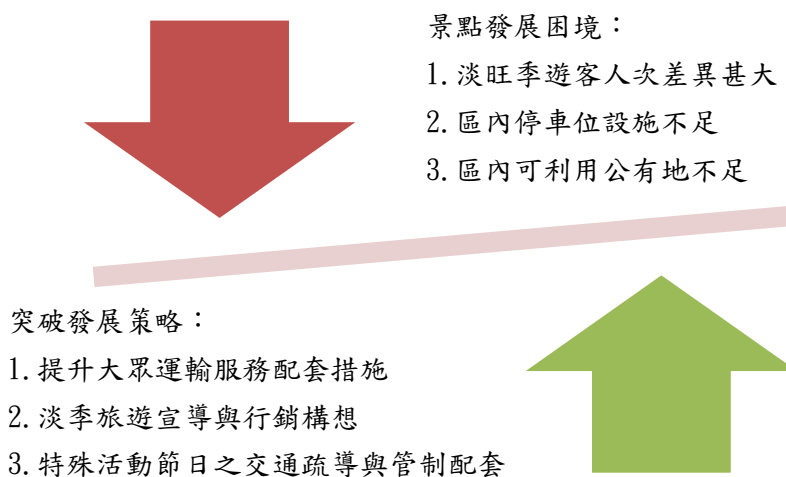 景點發展困境：
1.淡旺季遊客人次差異甚大
2.區內停車位設施不足
3.區內可利用公有地不足
突破發展策略：
1.提升大眾運輸服務配套措施
2.淡季旅遊宣導與行銷構想
3.特殊活動節日之交通疏導與管制配套